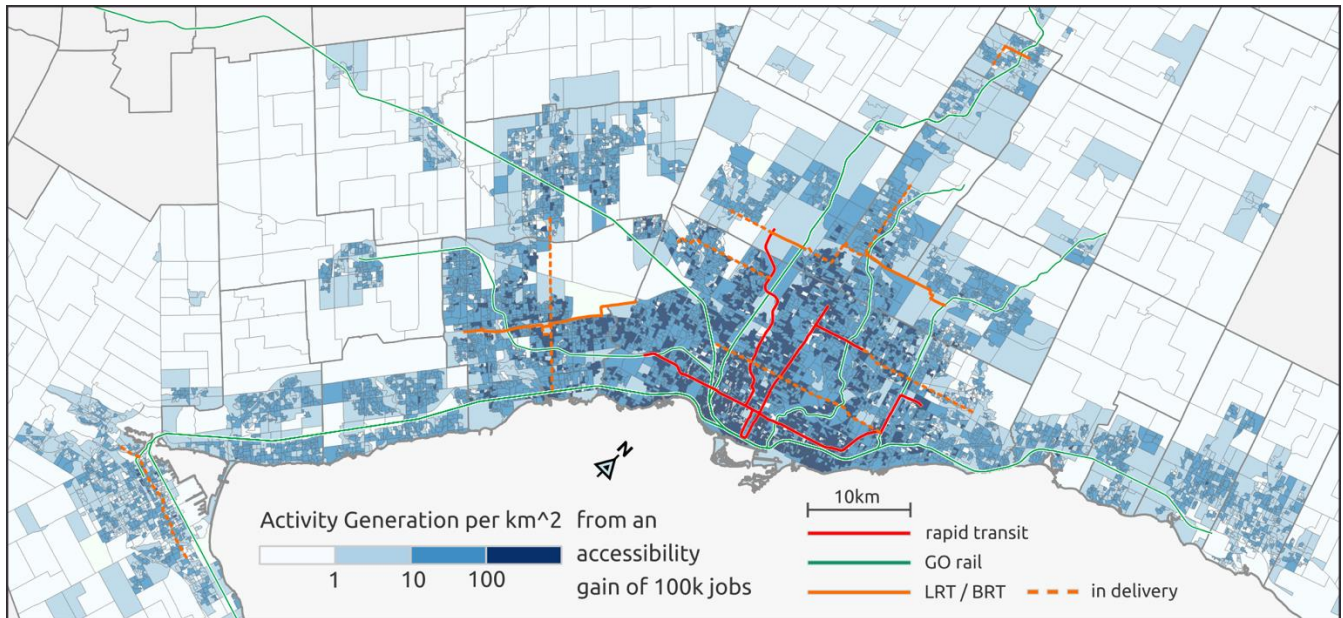 N
Activity Generation per km^2 from an
accessibility
gain of 100k jobs
1 10 100
10km
rapid transit
GO rail
LRT / BRT in delivery